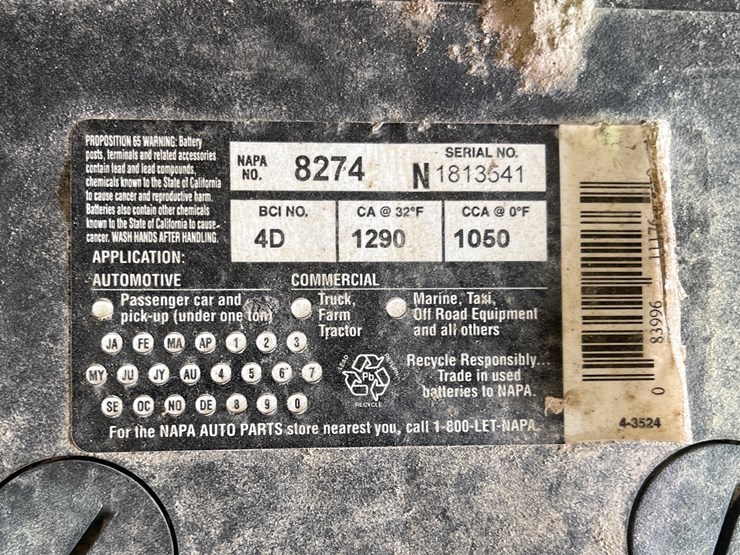 PROPOSITION 65 WARNING: Battery
posts, terminals and related accessories
contain lead and lead compounds,
chemicals known to the State of California
to cause cancer and reproductive harm.
Batteries also contain other chemicals
known to the State of California to cause
cancer. WASH HANDS AFTER HANDLING.
NAPA NO. 8274
SERIAL NO.
N 1813541
BCI NO.
4D
CA @ 32°F
1290
CCA @ 0°F
1050
APPLICATION:
AUTOMOTIVE
Passenger car and
pick-up (under one ton)
COMMERCIAL
Truck,
Farm
Tractor
Marine, Taxi,
Off Road Equipment
and all others
JA FE MA AP 1 2 3
MY JU JY AU 4 5 6 7
SE OC NO DE 8 9 0
LEAD
RETURN
Pb
RECYCLE
Recycle Responsibly...
Trade in used
batteries to NAPA.
For the NAPA AUTO PARTS store nearest you, call 1-800-LET-NAPA.
0 83996 11176
4-3524